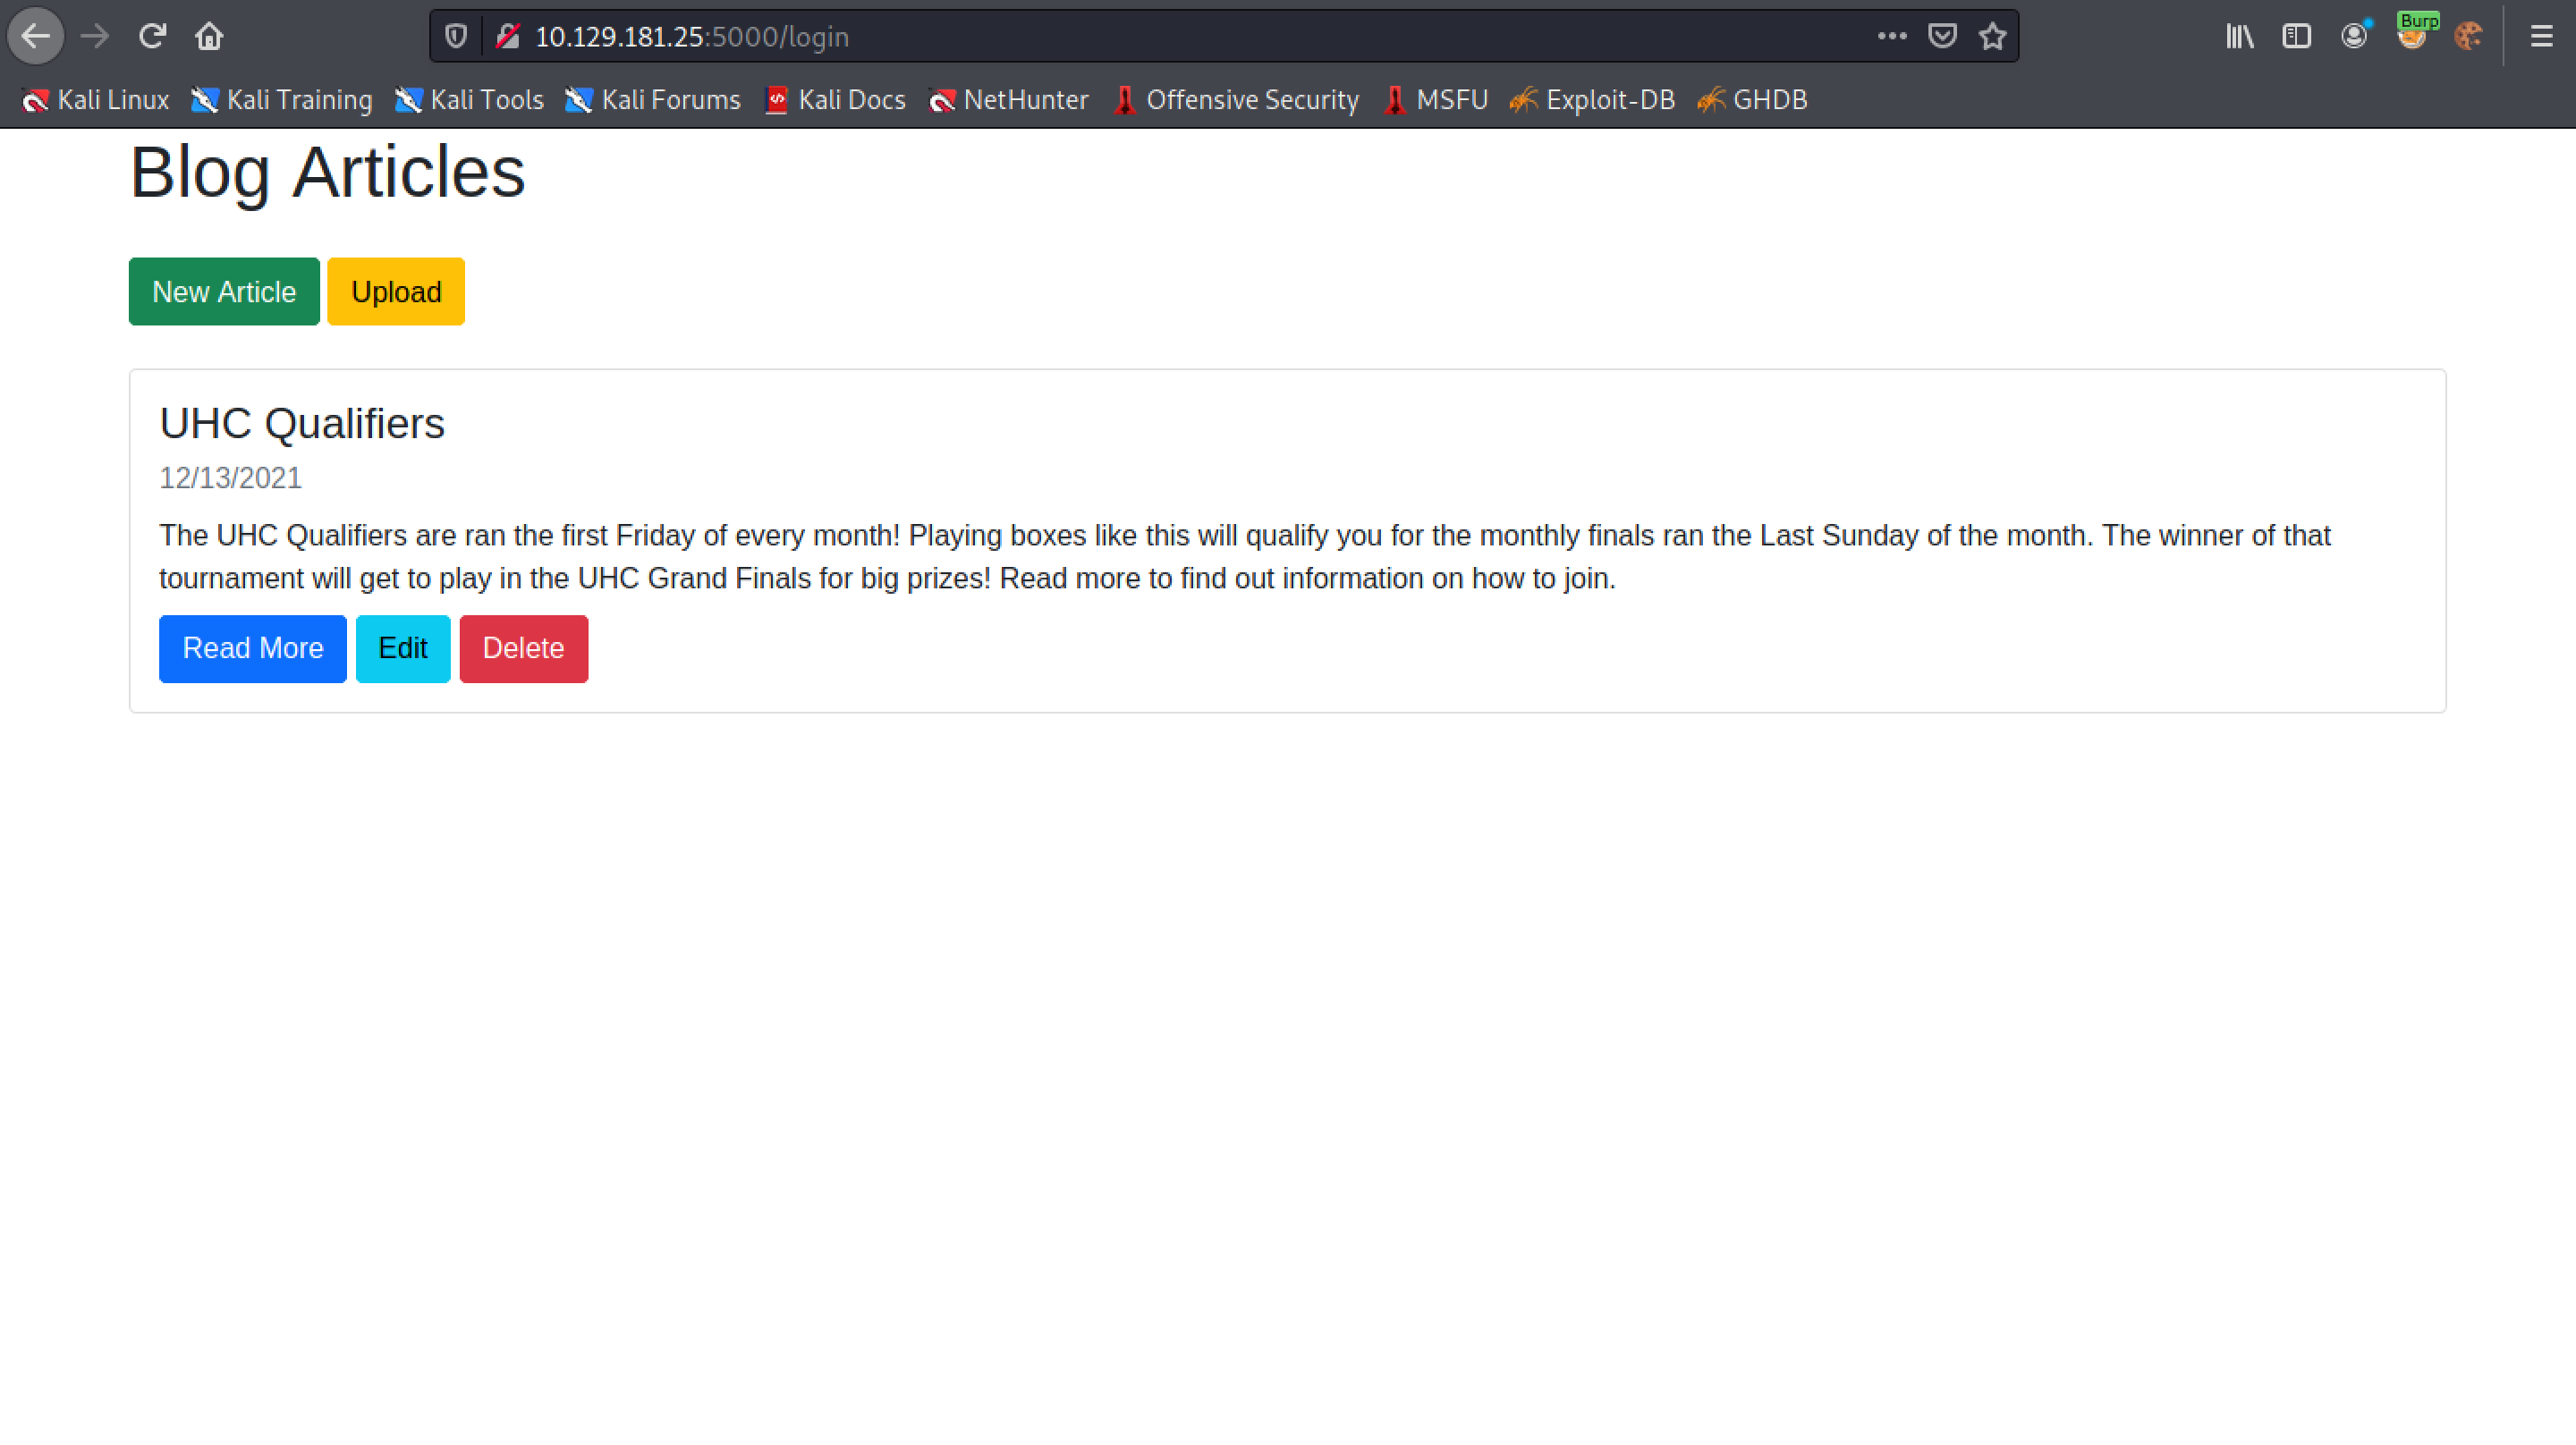 10.129.181.25:5000/login
Burp
Kali Linux Kali Training Kali Tools Kali Forums Kali Docs NetHunter Offensive Security MSFU Exploit-DB GHDB
Blog Articles
New Article Upload
UHC Qualifiers
12/13/2021
The UHC Qualifiers are ran the first Friday of every month! Playing boxes like this will qualify you for the monthly finals ran the Last Sunday of the month. The winner of that
tournament will get to play in the UHC Grand Finals for big prizes! Read more to find out information on how to join.
Read More Edit Delete